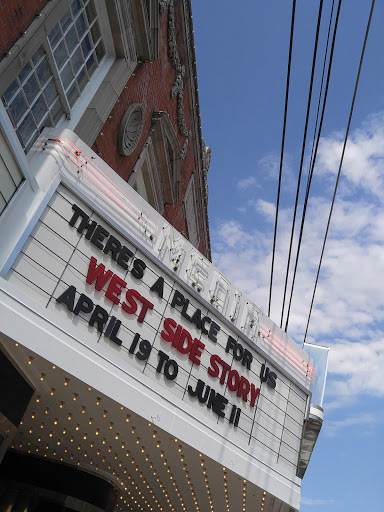 MEDIA
THERE'S A PLACE FOR US
WEST SIDE STORY
APRIL 19 TO JUNE 11